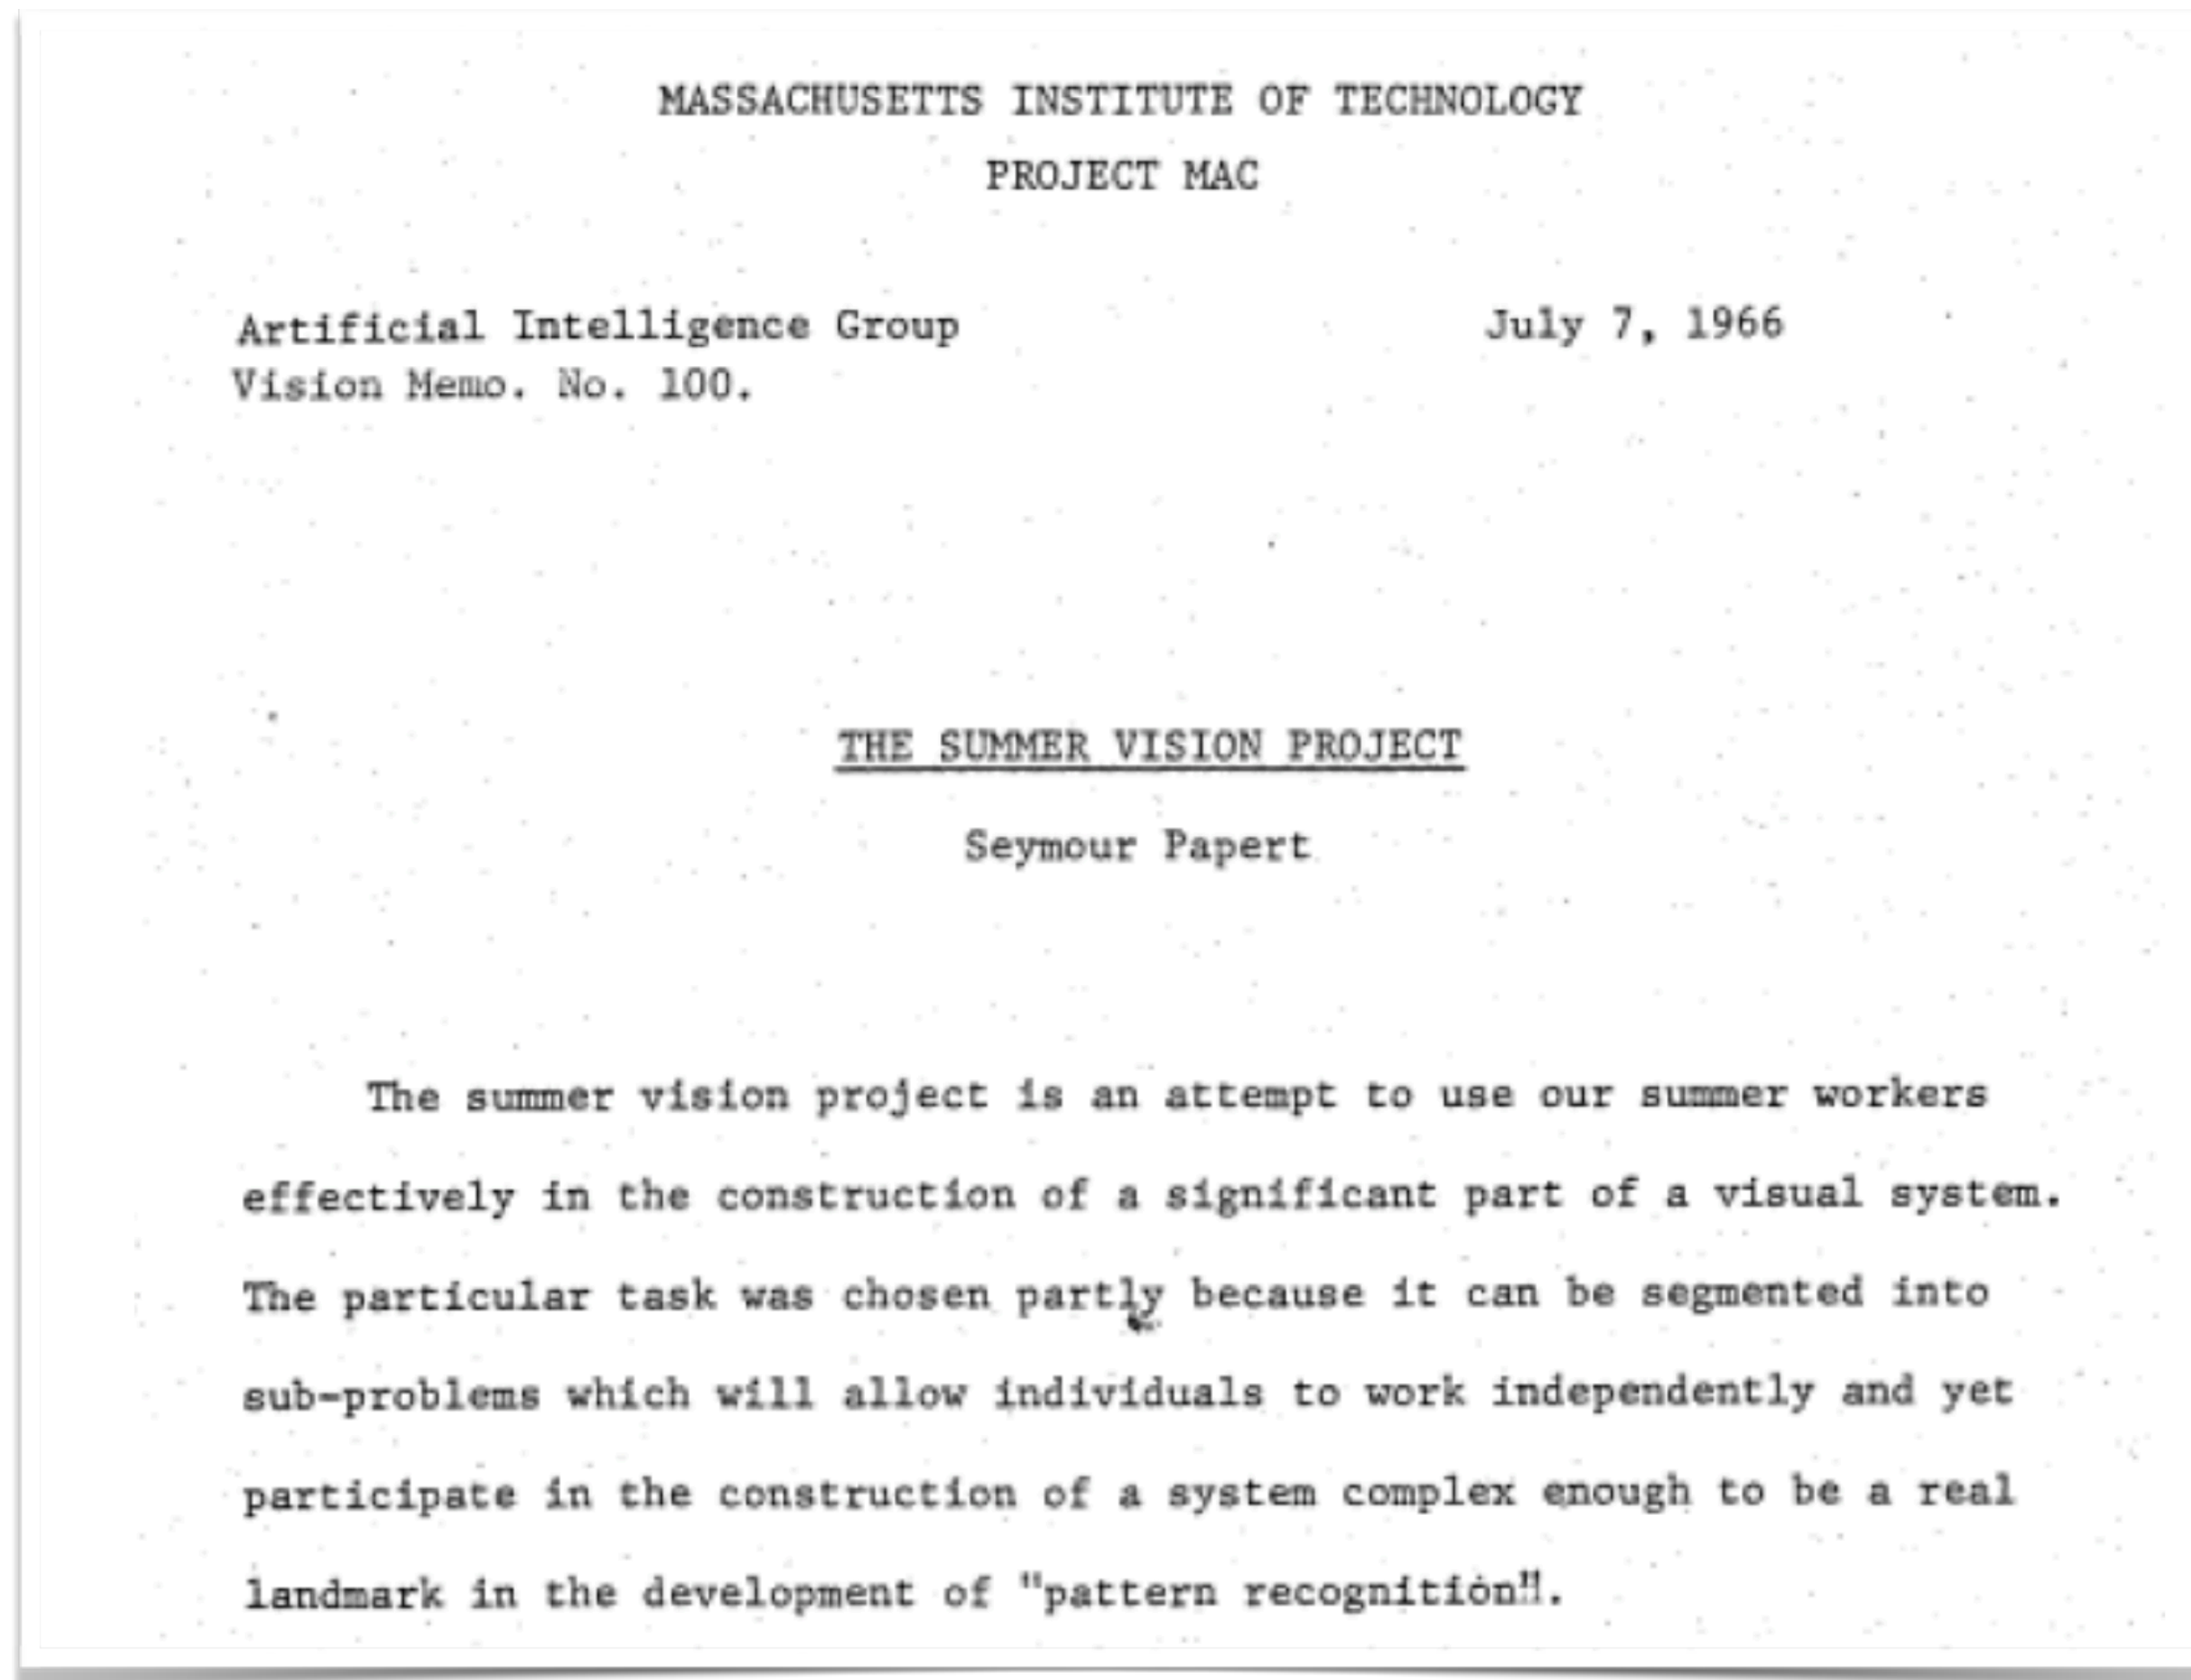 MASSACHUSETTS INSTITUTE OF TECHNOLOGY
PROJECT MAC
Artificial Intelligence Group July 7, 1966
Vision Memo. No. 100.
THE SUMMER VISION PROJECT
Seymour Papert
The summer vision project is an attempt to use our summer workers
effectively in the construction of a significant part of a visual system.
The particular task was chosen partly because it can be segmented into
sub-problems which will allow individuals to work independently and yet
participate in the construction of a system complex enough to be a real
landmark in the development of "pattern recognition".